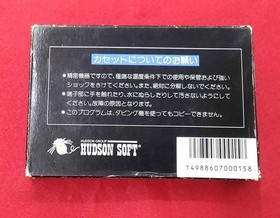 カセットについてのお願い
●精密機器ですので、極端な温度条件下での使用や保管および強い
ショックをさけてください。また、絶対に分解しないでください。
●端子部に手を触れたり、水にぬらしたりして汚さないようにして
ください。故障の原因となります。
●このプログラムは、ダビング機を使ってもコピーできません。
HUDSON GROUP
HUDSON SOFT®
T4988607000158